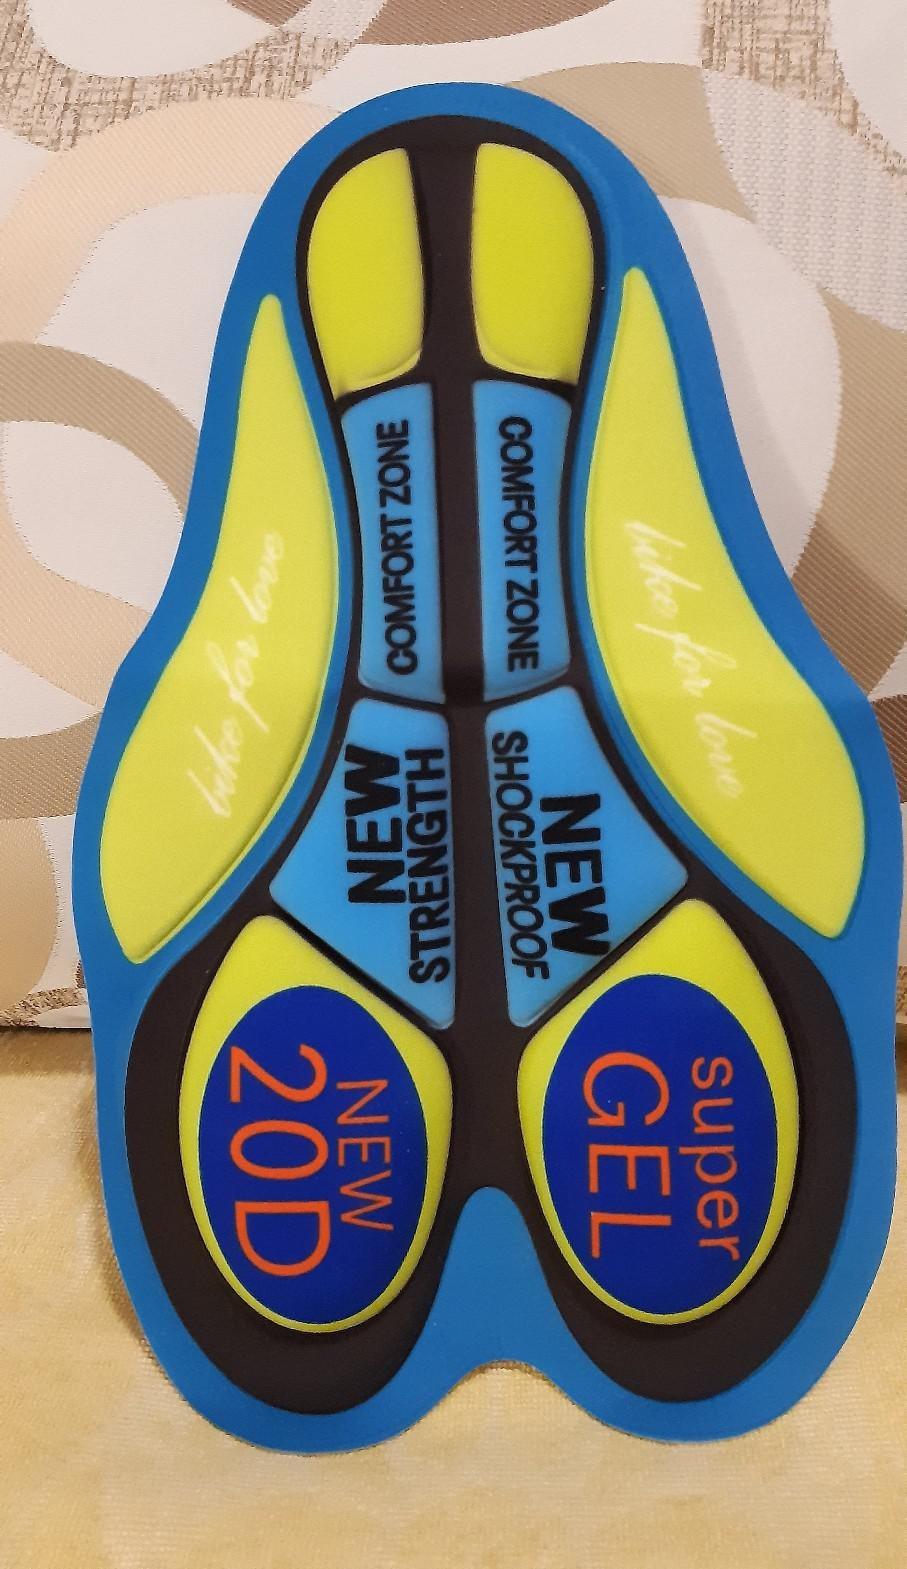 COMFORT ZONE
COMFORT ZONE
bike for love
bike for love
NEW
STRENGTH
NEW
SHOCKPROOF
NEW
20D
super
GEL